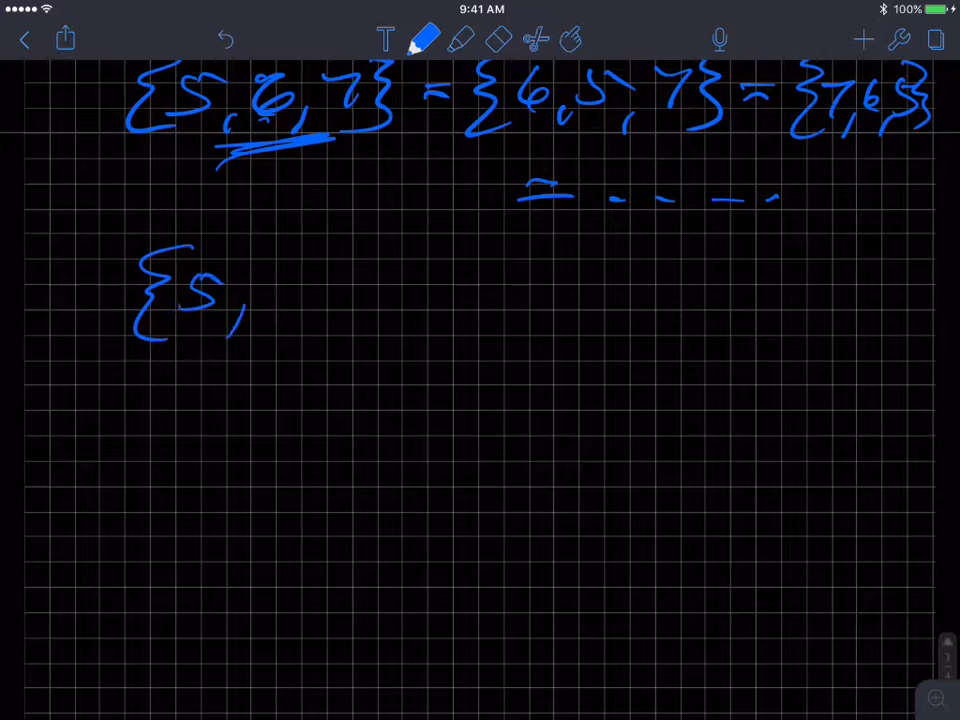 9:41 AM 100%
T
{5,6,7} = {6,5,7} = {7,6,5}
= . - - -
{5,